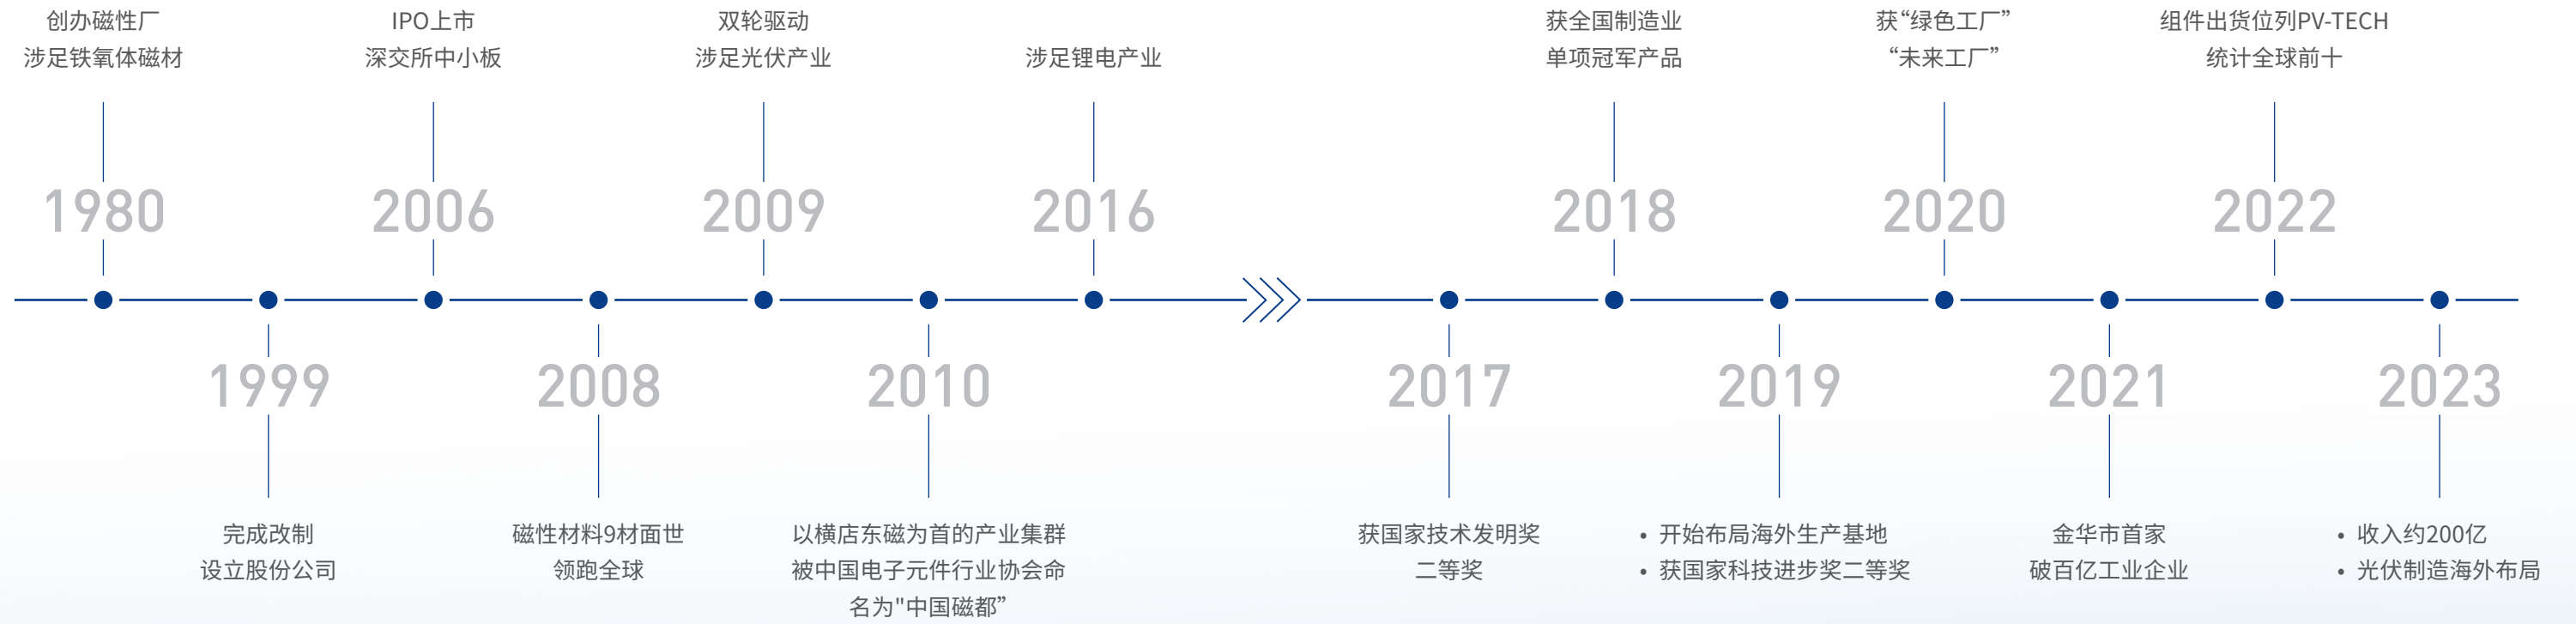 创办磁性厂
涉足铁氧体磁材
1980
1999
完成改制
设立股份公司
IPO上市
深交所中小板
2006
2008
磁性材料9材面世
领跑全球
双轮驱动
涉足光伏产业
2009
2010
以横店东磁为首的产业集群
被中国电子元件行业协会命
名为"中国磁都”
涉足锂电产业
2016
2017
获国家技术发明奖
二等奖
获全国制造业
单项冠军产品
2018
2019
• 开始布局海外生产基地
• 获国家科技进步奖二等奖
获“绿色工厂”
“未来工厂”
2020
2021
金华市首家
破百亿工业企业
组件出货位列PV-TECH
统计全球前十
2022
2023
• 收入约200亿
• 光伏制造海外布局